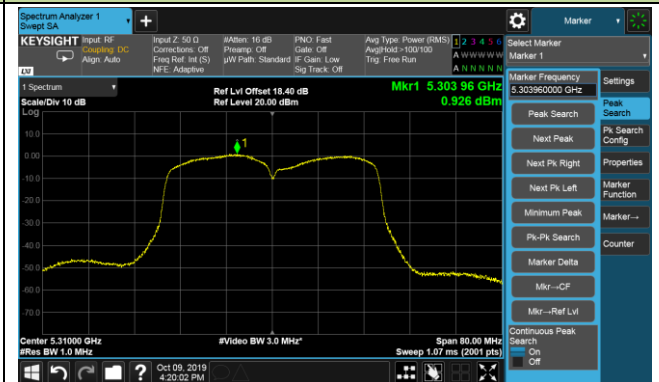 Spectrum Analyzer 1
Swept SA
Marker
KEYSIGHT
Input: RF
Coupling: DC
Align: Auto
Input Z: 50 Ω
Corrections: Off
Freq Ref: Int (S)
NFE: Adaptive
#Atten: 16 dB
Preamp: Off
µW Path: Standard
PNO: Fast
Gate: Off
IF Gain: Low
Sig Track: Off
Avg Type: Power (RMS)
Avg|Hold:>100/100
Trig: Free Run
1 2 3 4 5 6
A W W W W W
A N N N N N
Select Marker
Marker 1
LXI
1 Spectrum
Ref Lvl Offset 18.40 dB
Mkr1 5.303 96 GHz
Scale/Div 10 dB
Ref Level 20.00 dBm
0.926 dBm
Log
10.0
0.00
-10.0
-20.0
-30.0
-40.0
-50.0
-60.0
-70.0
1
Center 5.31000 GHz
#Video BW 3.0 MHz*
Span 80.00 MHz
#Res BW 1.0 MHz
Sweep 1.07 ms (2001 pts)
Marker Frequency
5.303960000 GHz
Peak Search
Next Peak
Next Pk Right
Next Pk Left
Minimum Peak
Pk-Pk Search
Marker Delta
Mkr→CF
Mkr→Ref Lvl
Continuous Peak
Search
On
Off
Settings
Peak
Search
Pk Search
Config
Properties
Marker
Function
Marker→
Counter
?
Oct 09, 2019
4:20:02 PM